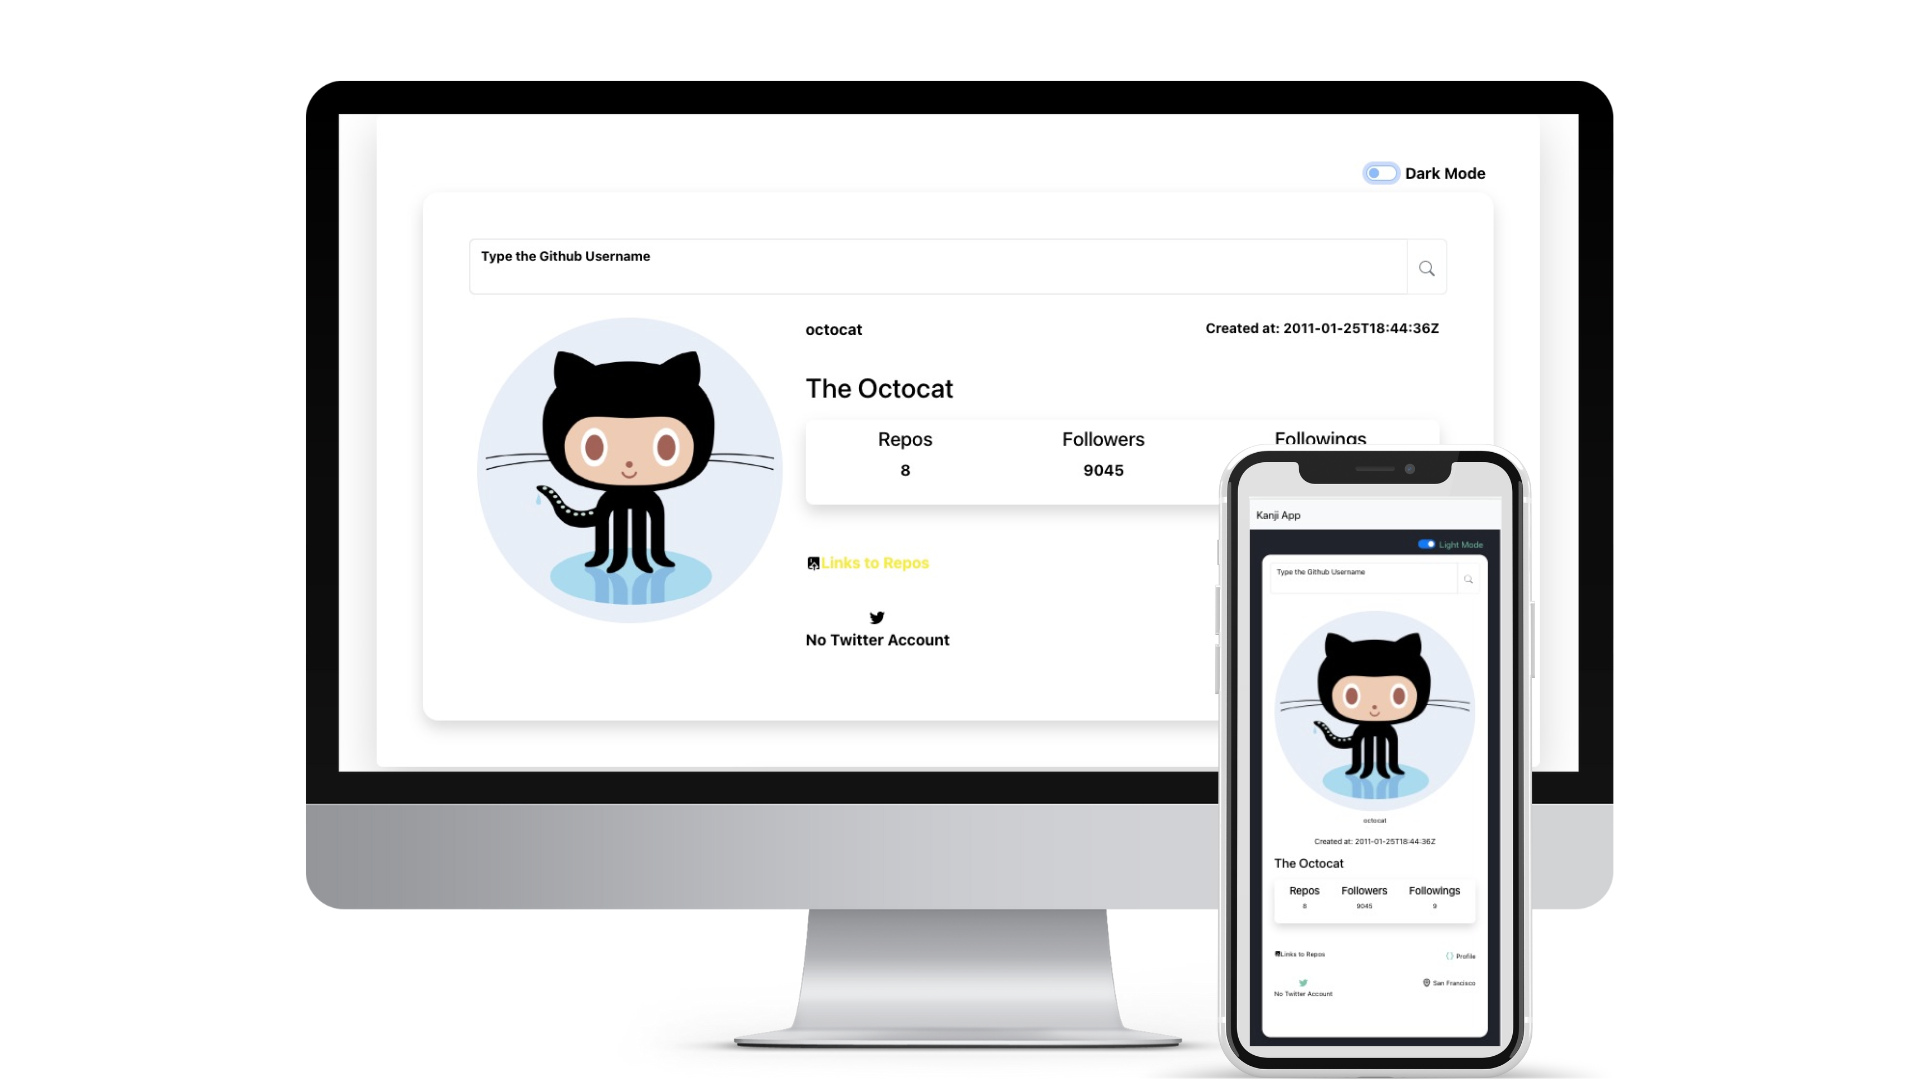 Dark Mode
Type the Github Username
octocat
Created at: 2011-01-25T18:44:36Z
The Octocat
Repos Followers Followings
8 9045
Links to Repos
No Twitter Account
Kanji App
Light Mode
Type the Github Username
octocat
Created at: 2011-01-25T18:44:36Z
The Octocat
Repos Followers Followings
8 9045 9
Links to Repos Profile
San Francisco
No Twitter Account